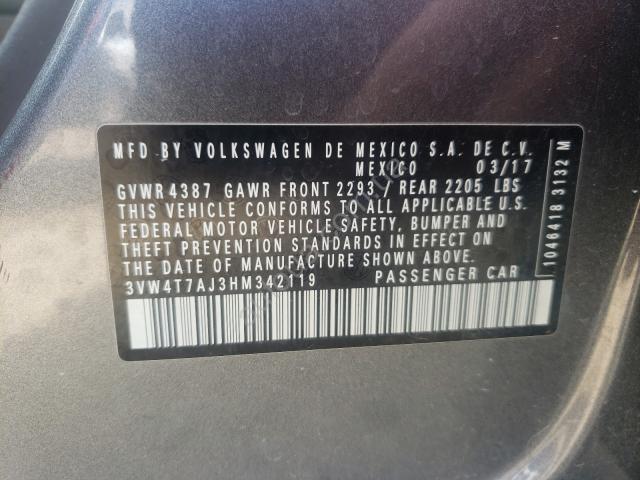 MFD BY VOLKSWAGEN DE MEXICO S.A. DE C.V.
MEXICO 03/17
GVWR 4387 GAWR FRONT 2293 / REAR 2205 LBS
THIS VEHICLE CONFORMS TO ALL APPLICABLE U.S.
FEDERAL MOTOR VEHICLE SAFETY, BUMPER AND
THEFT PREVENTION STANDARDS IN EFFECT ON
THE DATE OF MANUFACTURE SHOWN ABOVE.
3VW4T7AJ3HM342119 PASSENGER CAR
1046418 3132 M